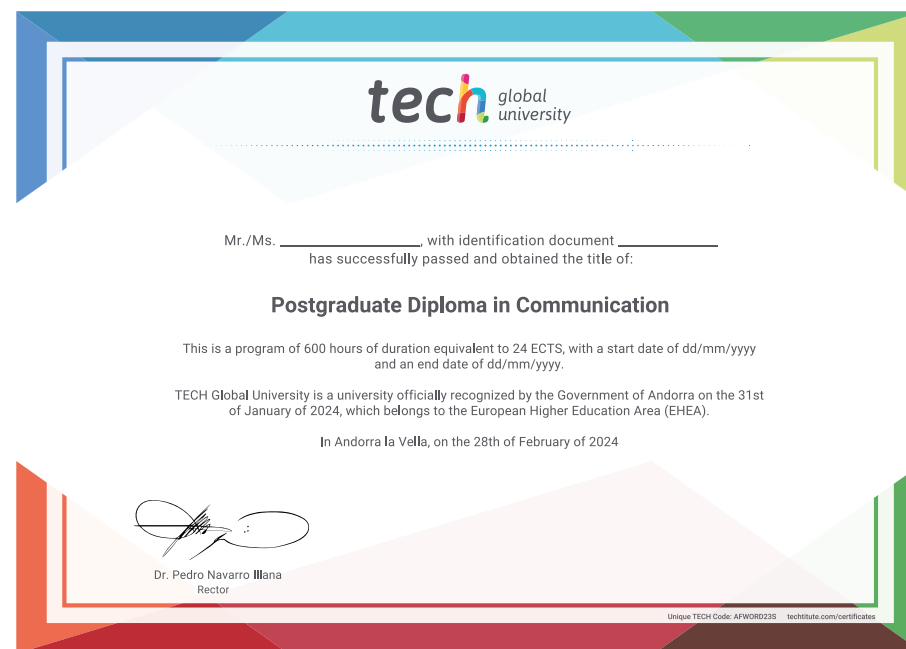 tech global
university
Mr./Ms. ____________, with identification document ____________
has successfully passed and obtained the title of:
Postgraduate Diploma in Communication
This is a program of 600 hours of duration equivalent to 24 ECTS, with a start date of dd/mm/yyyy
and an end date of dd/mm/yyyy.
TECH Global University is a university officially recognized by the Government of Andorra on the 31st
of January of 2024, which belongs to the European Higher Education Area (EHEA).
In Andorra la Vella, on the 28th of February of 2024
Dr. Pedro Navarro Illana
Rector
Unique TECH Code: AFWORD23S techtitute.com/certificates